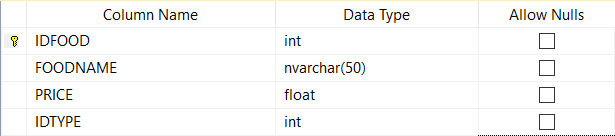 Column Name Data Type Allow Nulls
IDFOOD int
FOODNAME nvarchar(50)
PRICE float
IDTYPE int